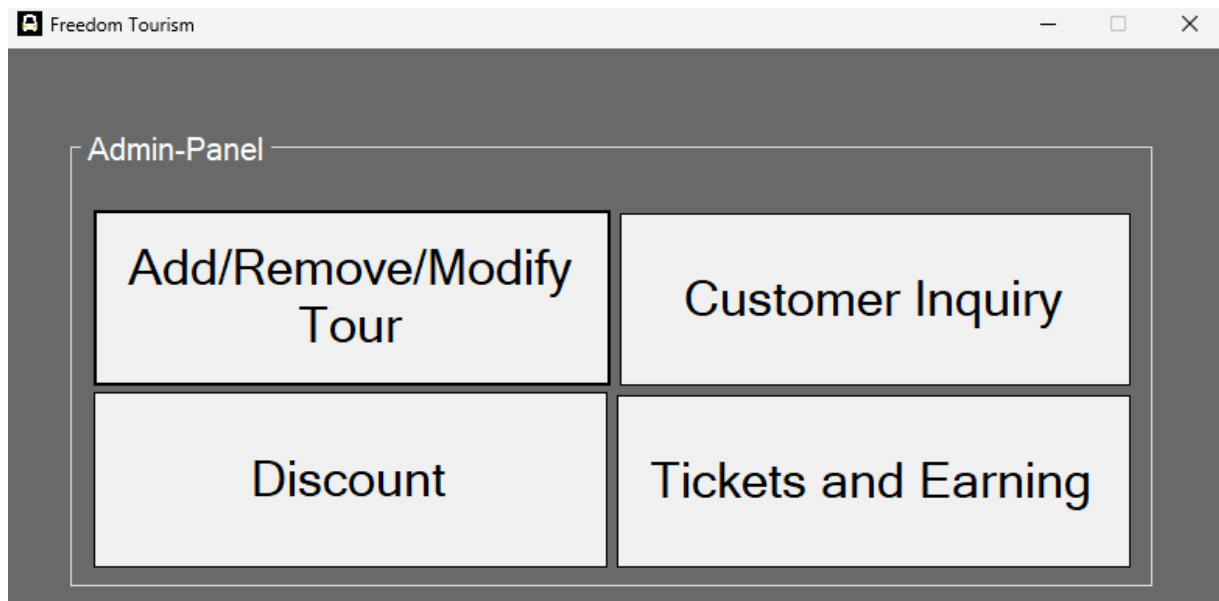 Freedom Tourism
Admin-Panel
Add/Remove/Modify
Tour
Customer Inquiry
Discount
Tickets and Earning